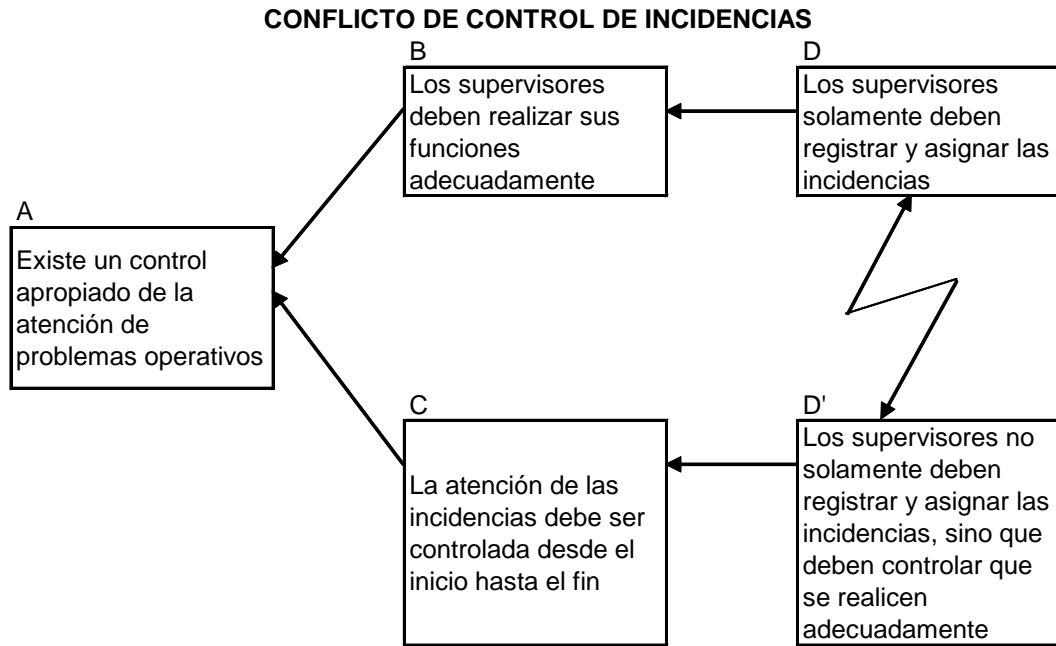 CONFLICTO DE CONTROL DE INCIDENCIAS
B
Los supervisores
deben realizar sus
funciones
adecuadamente
D
Los supervisores
solamente deben
registrar y asignar las
incidencias
A
Existe un control
apropiado de la
atención de
problemas operativos
C
La atención de las
incidencias debe ser
controlada desde el
inicio hasta el fin
D'
Los supervisores no
solamente deben
registrar y asignar las
incidencias, sino que
deben controlar que
se realicen
adecuadamente